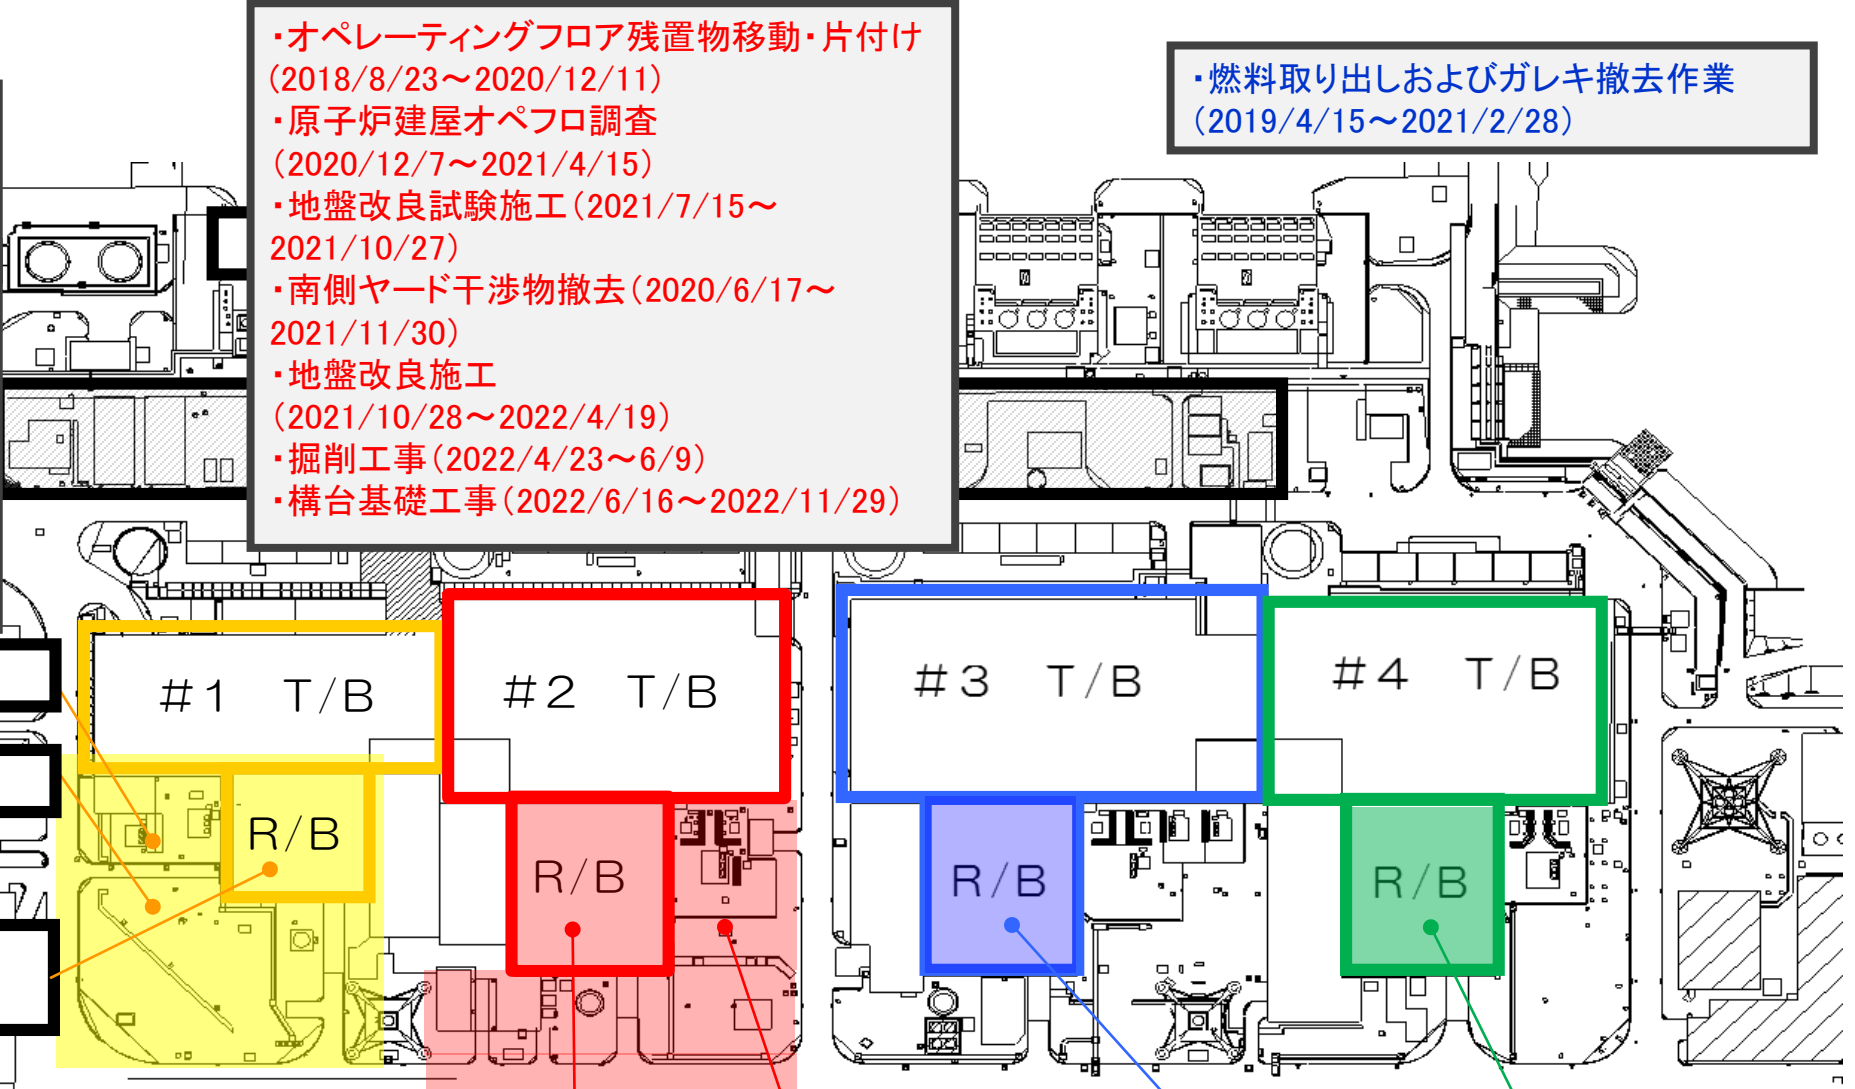 ・オペレーティングフロア残置物移動・片付け
(2018/8/23～2020/12/11)
・原子炉建屋オペフロ調査
(2020/12/7～2021/4/15)
・地盤改良試験施工(2021/7/15～
2021/10/27)
・南側ヤード干渉物撤去(2020/6/17～
2021/11/30)
・地盤改良施工
(2021/10/28～2022/4/19)
・掘削工事(2022/4/23～6/9)
・構台基礎工事(2022/6/16～2022/11/29)
・燃料取り出しおよびガレキ撤去作業
(2019/4/15～2021/2/28)
#1 T/B
#2 T/B
#3 T/B
#4 T/B
R/B
R/B
R/B
R/B